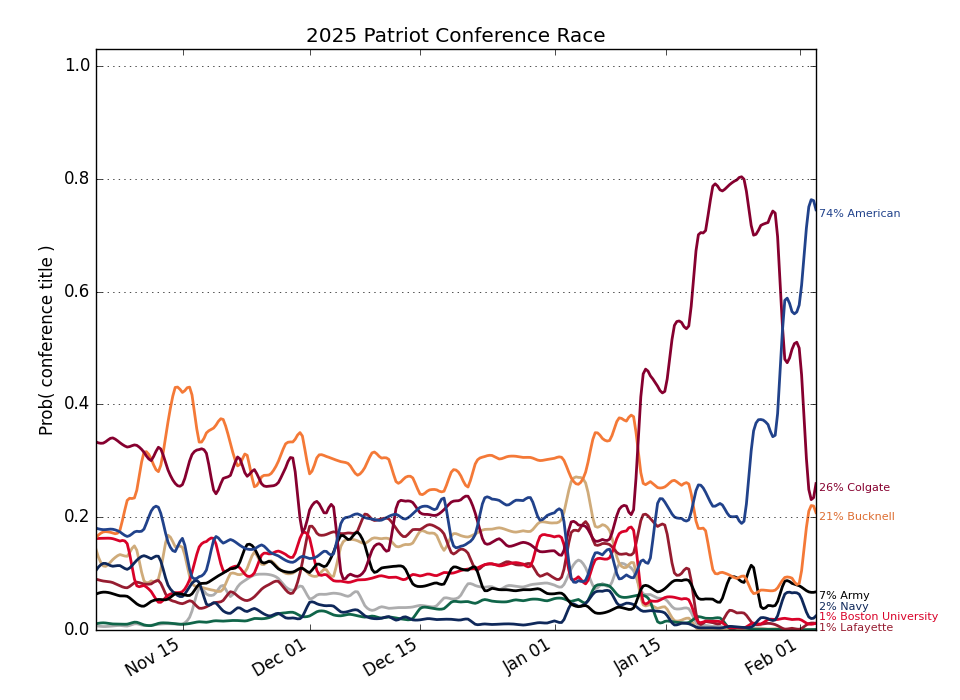 2025 Patriot Conference Race
Prob( conference title )
1.0
0.8
0.6
0.4
0.2
0.0
74% American
26% Colgate
21% Bucknell
7% Army
2% Navy
1% Boston University
1% Lafayette
Nov 15
Dec 01
Dec 15
Jan 01
Jan 15
Feb 01